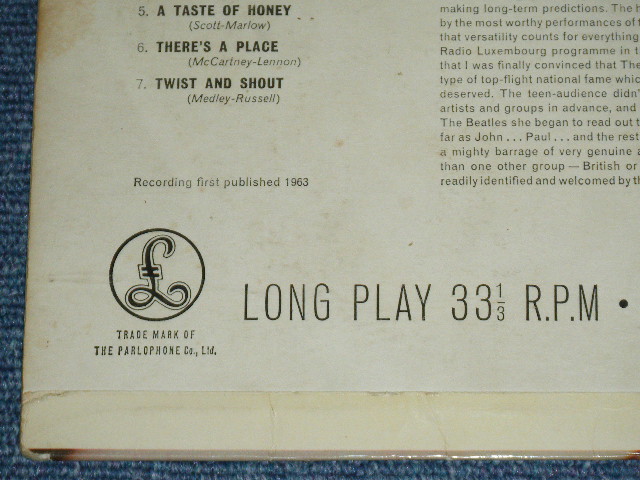 5. A TASTE OF HONEY
(Scott-Marlow)
6. THERE'S A PLACE
(McCartney-Lennon)
7. TWIST AND SHOUT
(Medley-Russell)
Recording first published 1963
making long-term predictions. The h
by the most worthy performances of t
that versatility counts for everything
Radio Luxembourg programme in th
that I was finally convinced that The
type of top-flight national fame whic
deserved. The teen-audience didn'
artists and groups in advance, and
The Beatles she began to read out t
far as John . . . Paul . . . and the rest
a mighty barrage of very genuine a
than one other group — British or
readily identified and welcomed by th
£
TRADE MARK OF
THE PARLOPHONE Co., Ltd.
LONG PLAY 33⅓ R.P.M •